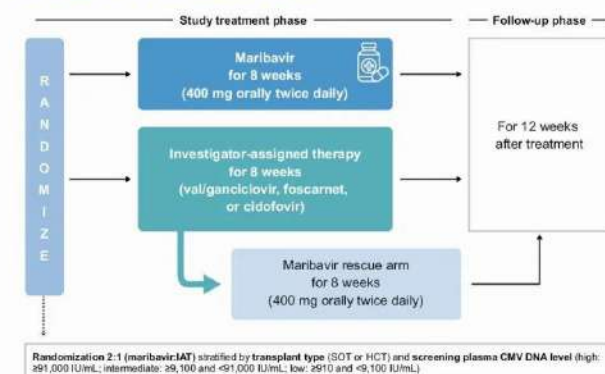 Study treatment phase
Follow-up phase
RANDOMIZE
Maribavir
for 8 weeks
(400 mg orally twice daily)
Investigator-assigned therapy
for 8 weeks
(val/ganciclovir, foscarnet,
or cidofovir)
Maribavir rescue arm
for 8 weeks
(400 mg orally twice daily)
For 12 weeks
after treatment
Randomization 2:1 (maribavir:IAT) stratified by transplant type (SOT or HCT) and screening plasma CMV DNA level (high:
≥91,000 IU/mL; intermediate: ≥9,100 and <91,000 IU/mL; low: ≥910 and <9,100 IU/mL)